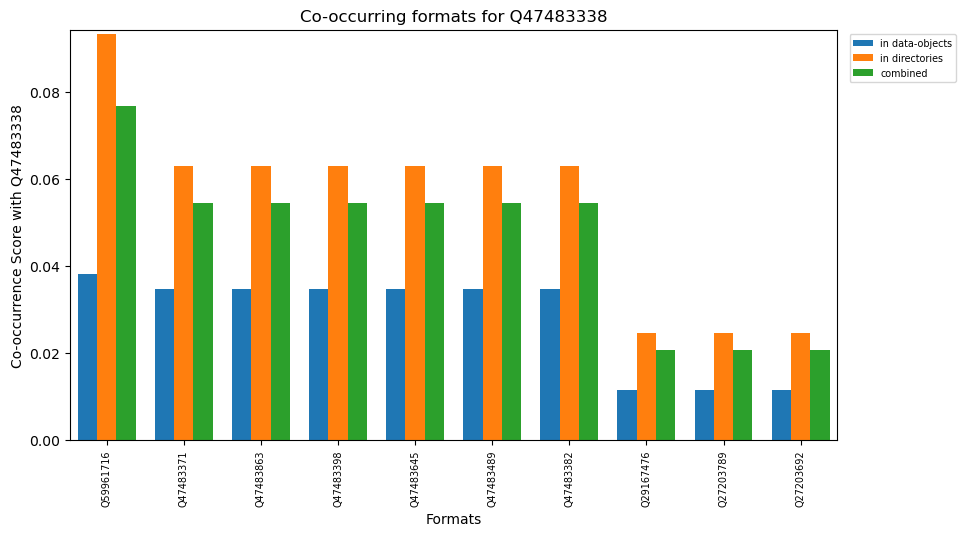 Co-occurring formats for Q47483338
in data-objects
in directories
combined
Co-occurrence Score with Q47483338
0.08
0.06
0.04
0.02
0.00
Q59961716
Q47483371
Q47483863
Q47483398
Q47483645
Q47483489
Q47483382
Q29167476
Q27203789
Q27203692
Formats